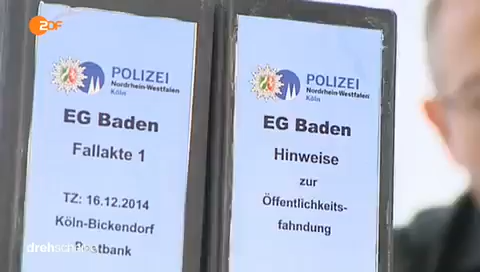 ZDF
POLIZEI
Nordrhein-Westfalen
Köln
EG Baden
Fallakte 1
TZ: 16.12.2014
Köln-Bickendorf
Postbank
POLIZEI
Nordrhein-Westfalen
Köln
EG Baden
Hinweise
zur
Öffentlichkeits-
fahndung